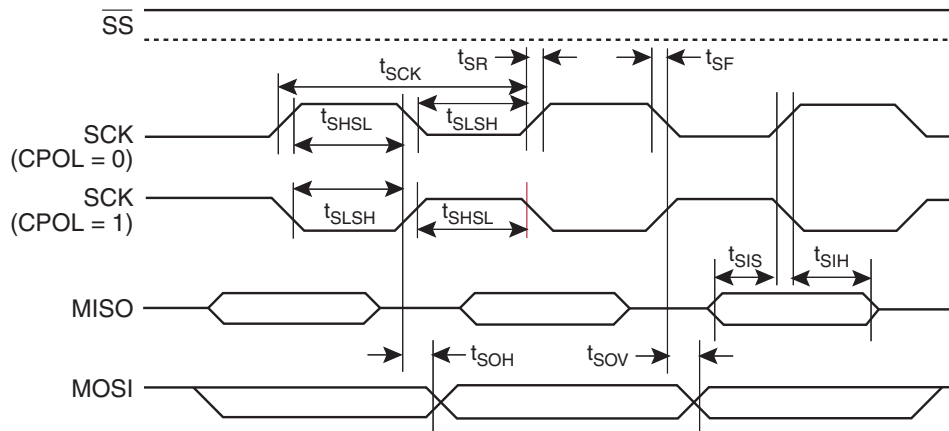 SS
tSCK
tSR
tSF
tSHSL
tSLSH
SCK
(CPOL = 0)
SCK
(CPOL = 1)
tSLSH
tSHSL
tSIS
tSIH
MISO
tSOH
tSOV
MOSI